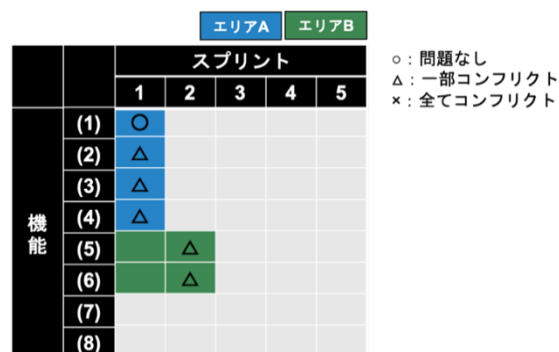 エリアA エリアB
スプリント
1 2 3 4 5
機能
(1) ○
(2) △
(3) △
(4) △
(5) △
(6) △
(7)
(8)
○：問題なし
△：一部コンフリクト
×：全てコンフリクト